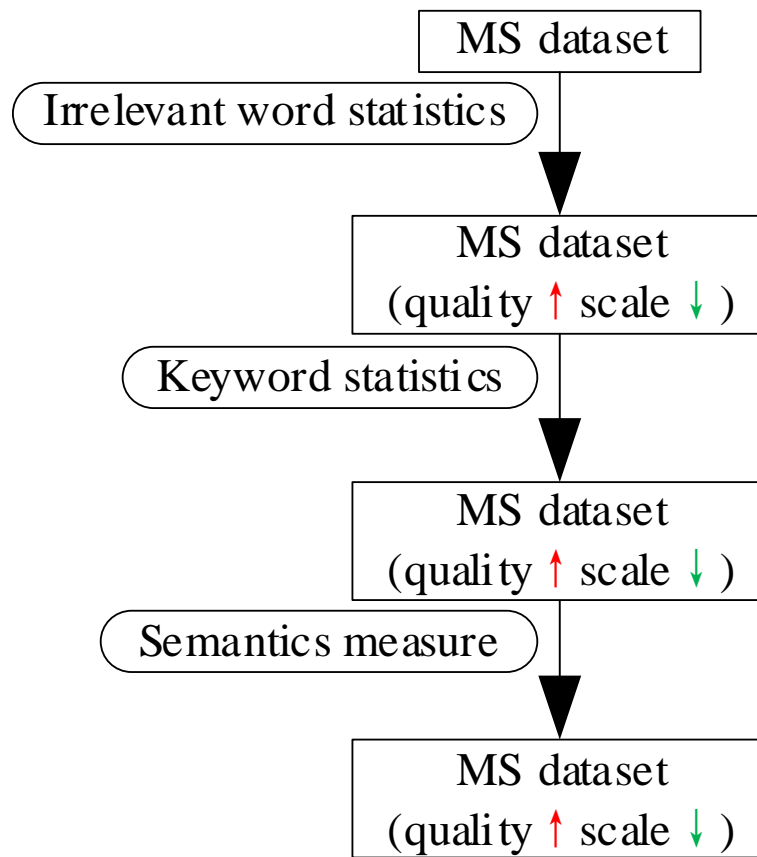 MS dataset
Irrelevant word statistics
MS dataset
(quality ↑ scale ↓ )
Keyword statistics
MS dataset
(quality ↑ scale ↓ )
Semantics measure
MS dataset
(quality ↑ scale ↓ )